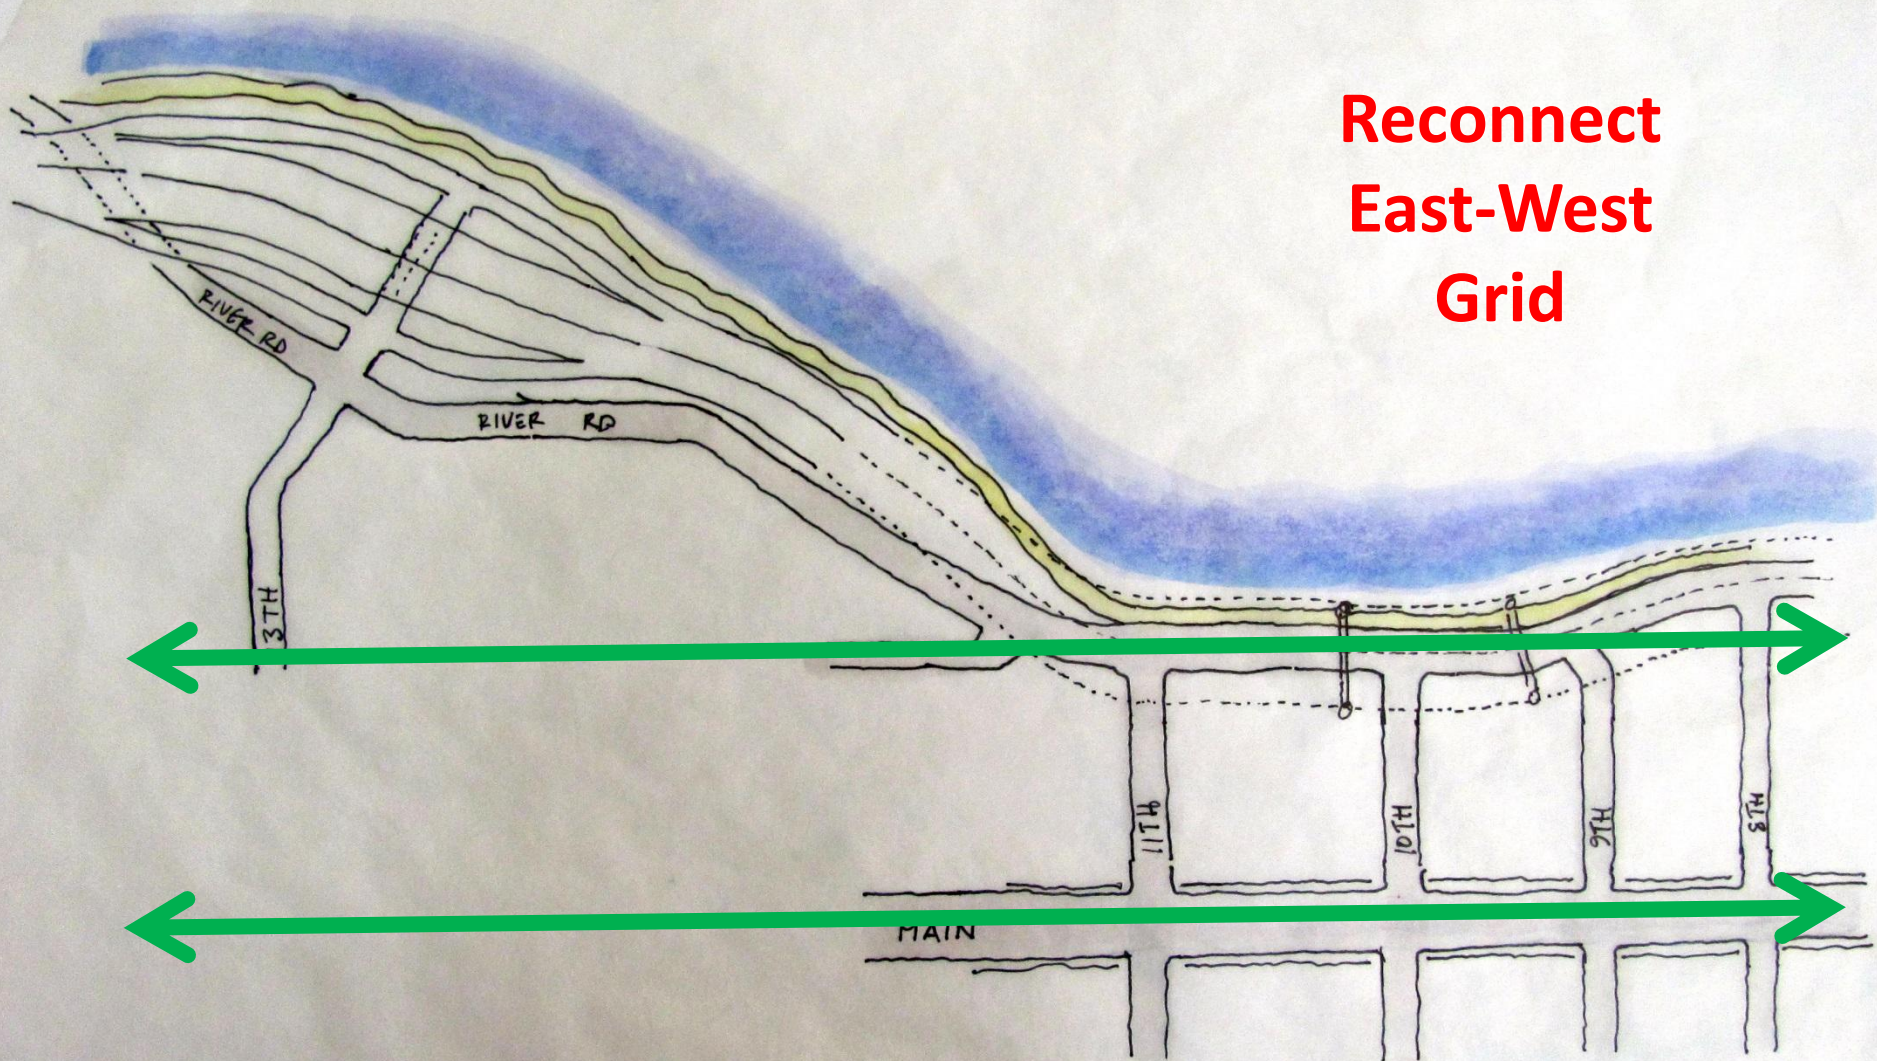 Reconnect
East-West
Grid
RIVER RD
RIVER RD
3TH
11TH
10TH
9TH
8TH
MAIN